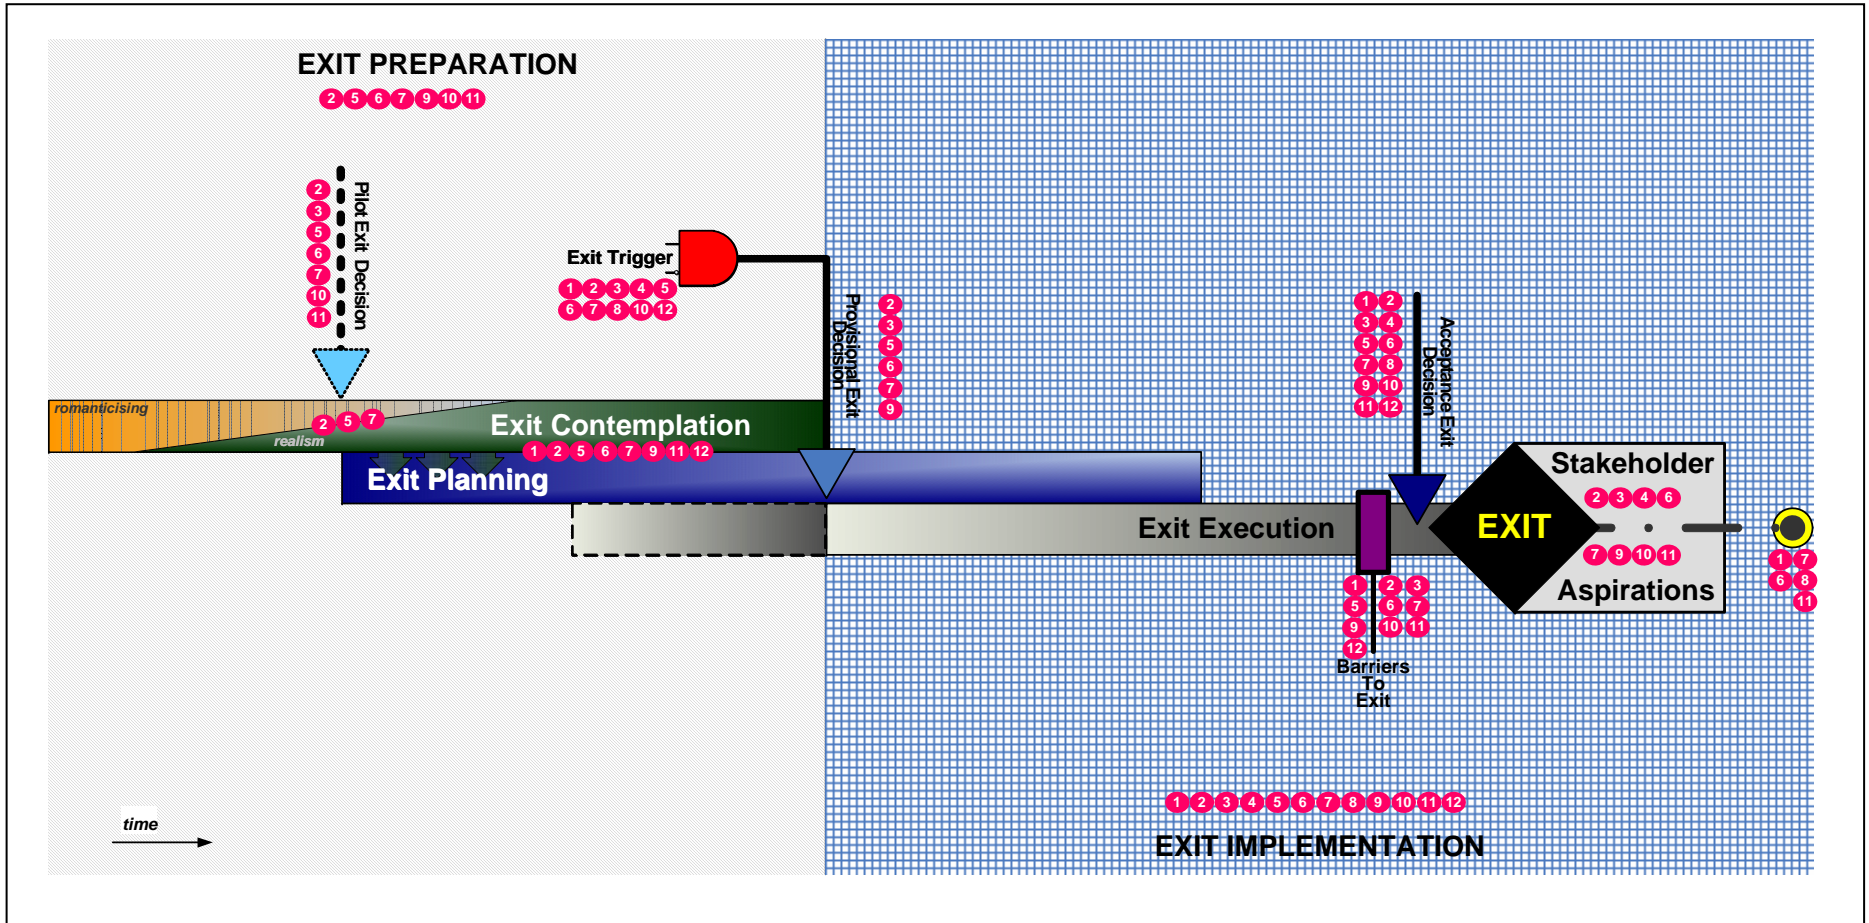 EXIT PREPARATION
2 5 6 7 9 10 11
Pilot Exit Decision
2
3
5
6
7
10
11
Exit Trigger
1 2 3 4 5
6 7 8 10 12
Provisional Exit
Decision
2
3
5
6
7
9
Acceptance Exit
Decision
1 2
3 4
5 6
7 8
9 10
11 12
romanticising
2 5 7
realism
Exit Contemplation
1 2 5 6 7 9 11 12
Exit Planning
Exit Execution
EXIT
Stakeholder
2 3 4 6
7 9 10 11
Aspirations
1 7
6 8
11
1 2 3
5 6 7
9 10 11
12
Barriers
To
Exit
1 2 3 4 5 6 7 8 9 10 11 12
EXIT IMPLEMENTATION
time